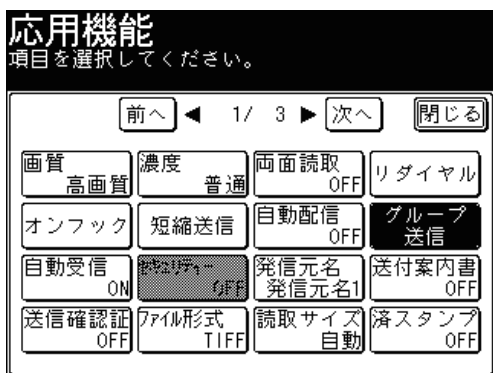 応用機能
項目を選択してください。
前へ ◀ 1/ 3 ▶ 次へ 閉じる
画質 濃度 両面読取 リダイヤル
高画質 普通 OFF
オンフック 短縮送信 自動配信 グループ
OFF 送信
自動受信 セキュリティー 発信元名 送付案内書
ON OFF 発信元名1 OFF
送信確認証 ファイル形式 読取サイズ 済スタンプ
OFF TIFF 自動 OFF